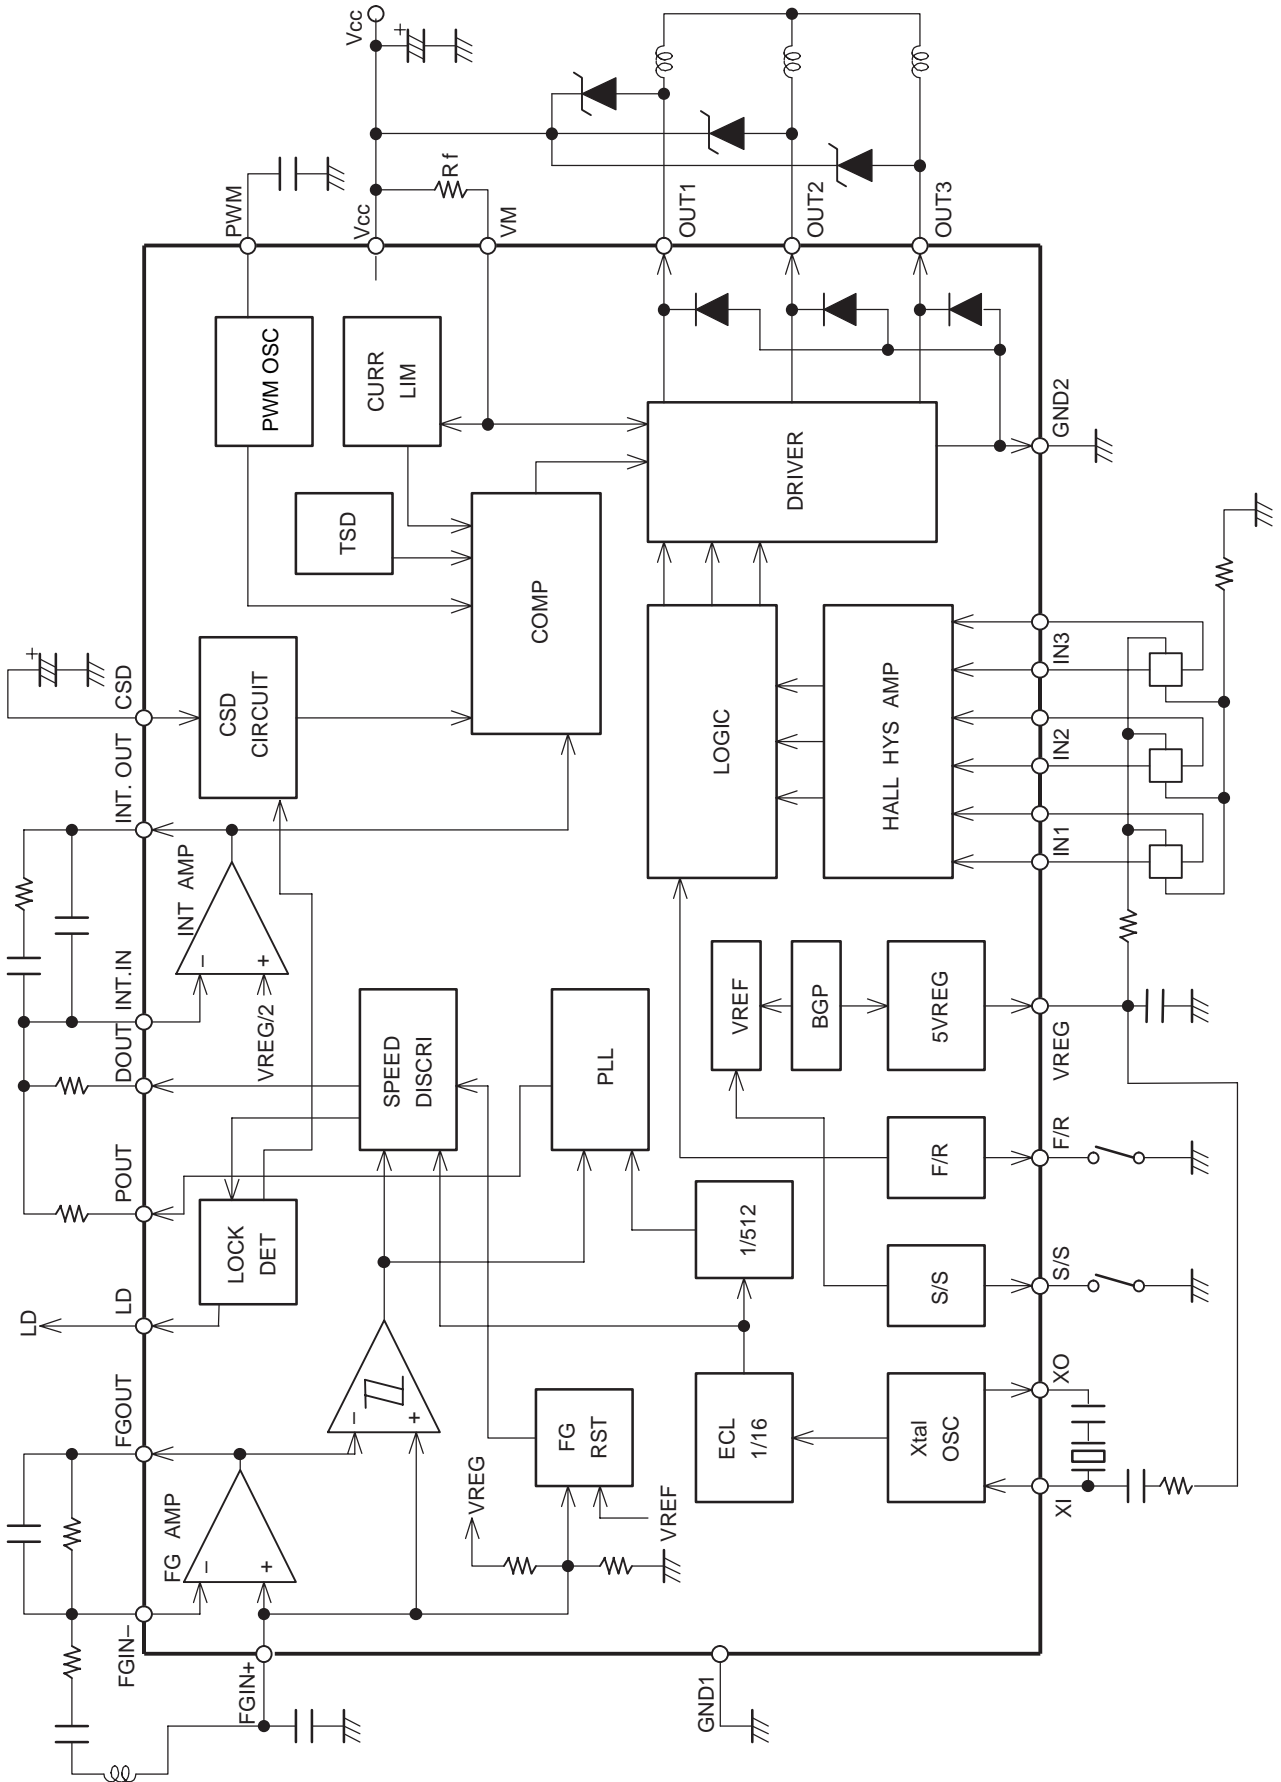 FGIN−
FGOUT
LD
LD
POUT
DOUT
INT.IN
INT. OUT
CSD
PWM
Vcc
Vcc
+
+
FG AMP
−
+
INT AMP
−
+
VREG/2
LOCK
DET
CSD
CIRCUIT
PWM OSC
CURR
LIM
TSD
R f
VM
FGIN+
−
+
SPEED
DISCRI
COMP
VREG
FG
RST
VREF
PLL
OUT1
OUT2
OUT3
GND1
ECL
1/16
1/512
VREF
BGP
5VREG
LOGIC
DRIVER
Xtal
OSC
S/S
F/R
HALL HYS AMP
XI
XO
S/S
F/R
VREG
IN1
IN2
IN3
GND2